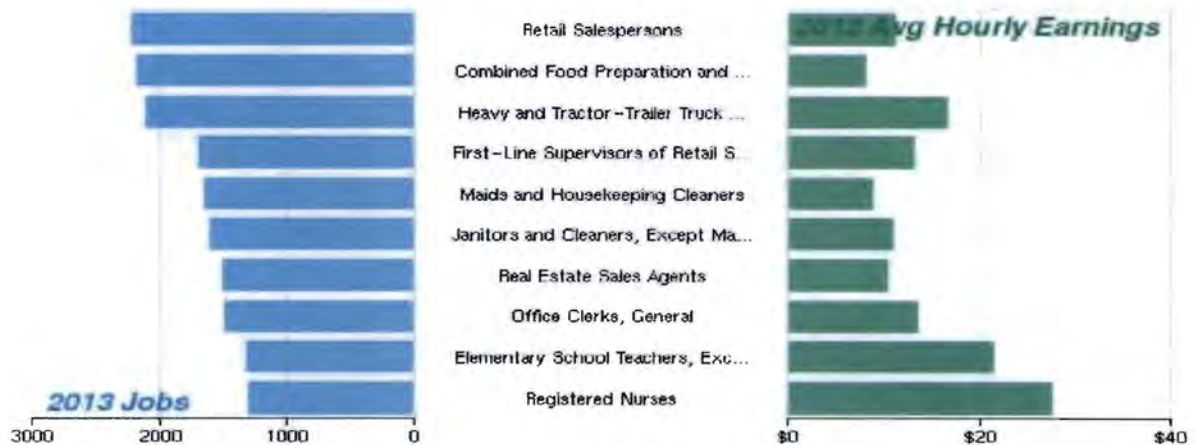 Retail Salespersons
Avg Hourly Earnings
Combined Food Preparation and ...
Heavy and Tractor-Trailer Truck ...
First-Line Supervisors of Retail S...
Maids and Housekeeping Cleaners
Janitors and Cleaners, Except Ma...
Real Estate Sales Agents
Office Clerks, General
Elementary School Teachers, Exc...
Registered Nurses
2013 Jobs
3000 2000 1000 0 $0 $20 $40